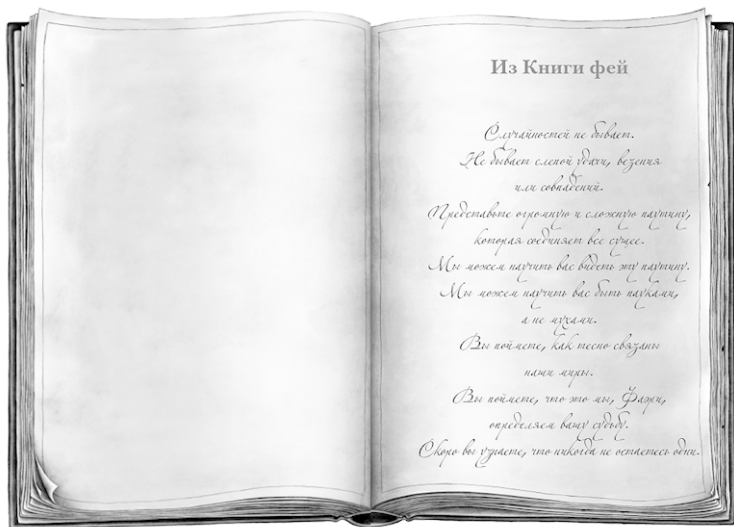 Из Книги фей
Случайностей не бывает.
Не бывает слепой удачи, везения
или совпадений.
Представьте огромную и сложную паутину,
которая соединяет все сущее.
Мы можем научить вас видеть эту паутину.
Мы можем научить вас быть пауками,
а не мухами.
Вы поймете, как тесно связаны
наши миры.
Вы поймете, что это мы, Фаэри,
определяем вашу судьбу.
Скоро вы узнаете, что никогда не остаетесь одни.